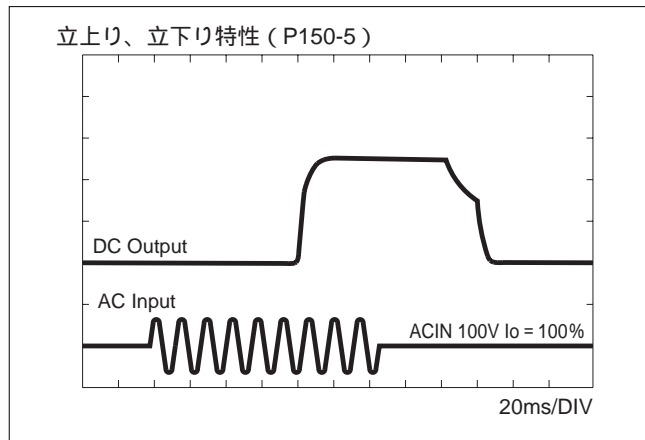 立上り、立下り特性（P150-5）
DC Output
AC Input
ACIN 100V Io = 100%
20ms/DIV